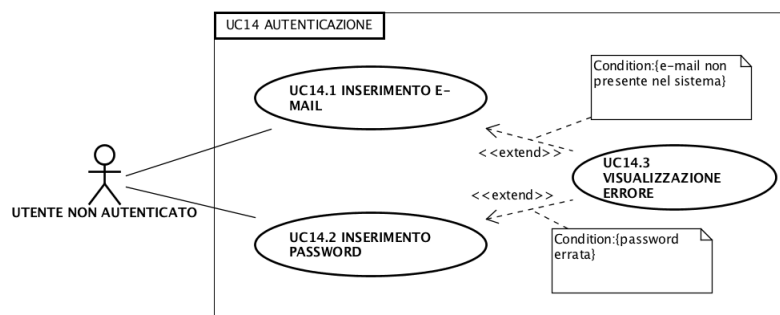 UC14 AUTENTICAZIONE
Condition:{e-mail non
presente nel sistema}
UC14.1 INSERIMENTO E-
MAIL
<<extend>>
UC14.3
VISUALIZZAZIONE
ERRORE
<<extend>>
UTENTE NON AUTENTICATO
UC14.2 INSERIMENTO
PASSWORD
Condition:{password
errata}